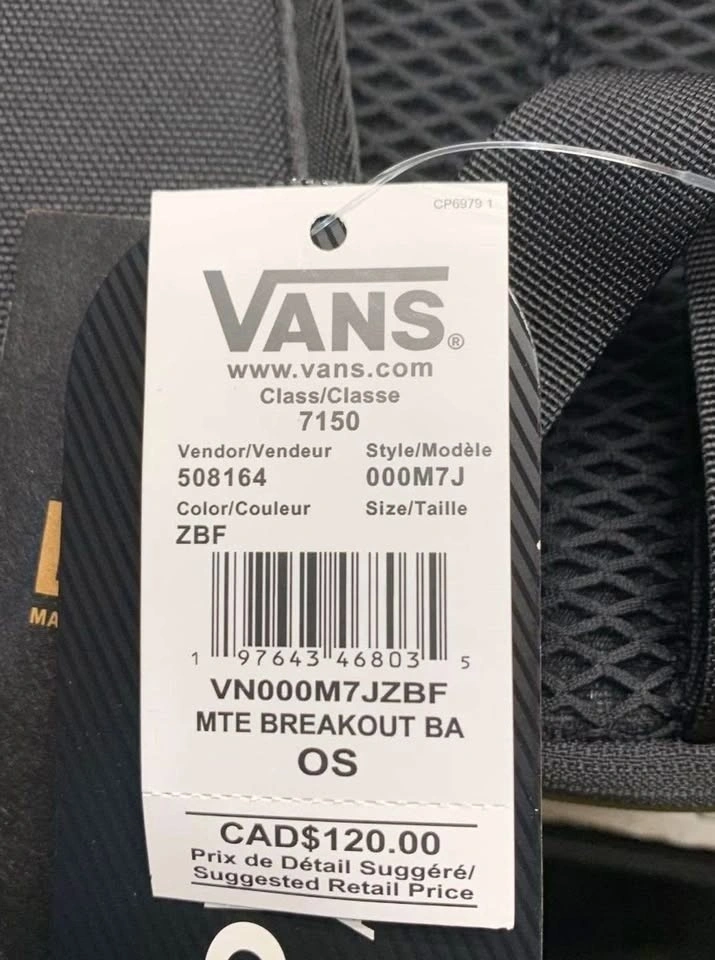 CP6979 1
VANS®
www.vans.com
Class/Classe
7150
Vendor/Vendeur Style/Modèle
508164 000M7J
Color/Couleur Size/Taille
ZBF
1 97643 46803 5
VN000M7JZBF
MTE BREAKOUT BA
OS
CAD$120.00
Prix de Détail Suggéré/
Suggested Retail Price
MA